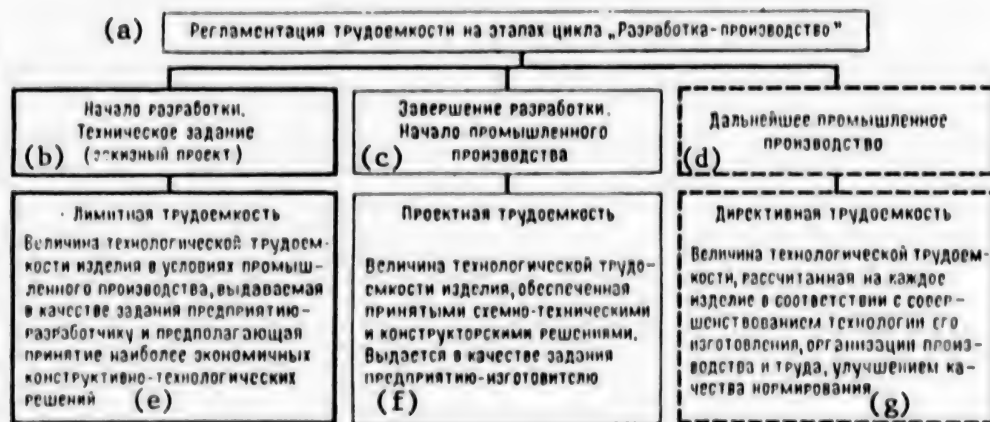 (a) Регламентация трудоемкости на этапах цикла „Разработка-производство"
Начало разработки.
Техническое задание
(b) (эскизный проект)
Завершение разработки.
Начало промышленного
(c) производства
Дальнейшее промышленное
(d) производство
Лимитная трудоемкость
Величина технологической трудоем-
кости изделия в условиях промыш-
ленного производства, выдаваемая
в качестве задания предприятию-
разработчику и предполагающая
принятие наиболее экономичных
конструктивно-технологических
решений (e)
Проектная трудоемкость
Величина технологической трудо-
емкости изделия, обеспеченная
принятыми схемно-техническими
и конструкторскими решениями.
Выдается в качестве задания
предприятию-изготовителю
(f)
Директивная трудоемкость
Величина технологической трудоем-
кости, рассчитанная на каждое
изделие в соответствии с совер-
шенствованием технологии его
изготовления, организации произ-
водства и труда, улучшением ка-
чества нормирования (g)